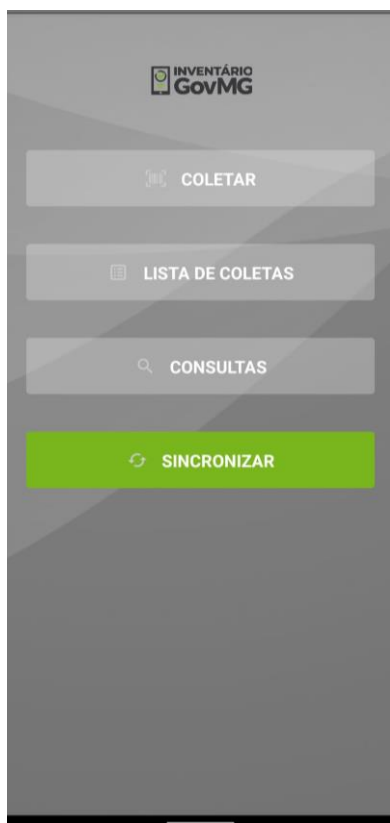 INVENTÁRIO
GovMG
COLETAR
LISTA DE COLETAS
CONSULTAS
SINCRONIZAR